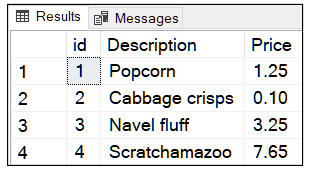 Results Messages
id Description Price
1 1 Popcorn 1.25
2 2 Cabbage crisps 0.10
3 3 Navel fluff 3.25
4 4 Scratchamazoo 7.65